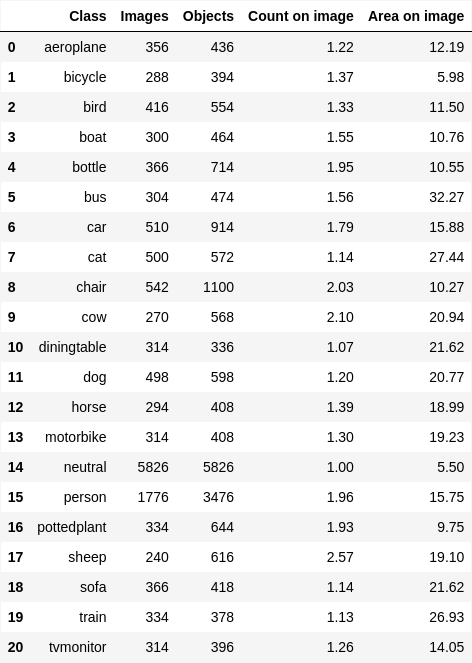 Class Images Objects Count on image Area on image
0 aeroplane 356 436 1.22 12.19
1 bicycle 288 394 1.37 5.98
2 bird 416 554 1.33 11.50
3 boat 300 464 1.55 10.76
4 bottle 366 714 1.95 10.55
5 bus 304 474 1.56 32.27
6 car 510 914 1.79 15.88
7 cat 500 572 1.14 27.44
8 chair 542 1100 2.03 10.27
9 cow 270 568 2.10 20.94
10 diningtable 314 336 1.07 21.62
11 dog 498 598 1.20 20.77
12 horse 294 408 1.39 18.99
13 motorbike 314 408 1.30 19.23
14 neutral 5826 5826 1.00 5.50
15 person 1776 3476 1.96 15.75
16 pottedplant 334 644 1.93 9.75
17 sheep 240 616 2.57 19.10
18 sofa 366 418 1.14 21.62
19 train 334 378 1.13 26.93
20 tvmonitor 314 396 1.26 14.05